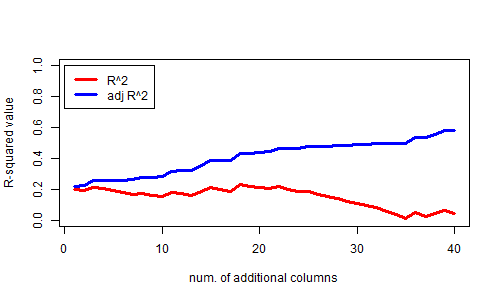 R^2
adj R^2
R-squared value
0.0 0.2 0.4 0.6 0.8 1.0
0 10 20 30 40
num. of additional columns